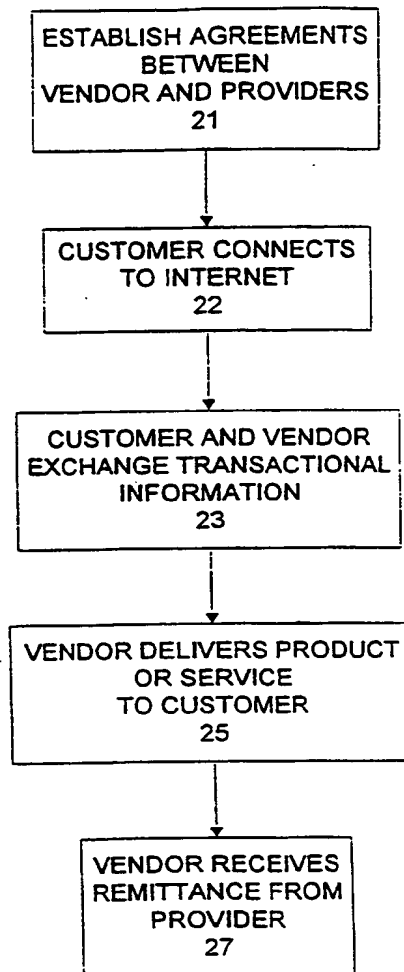 ESTABLISH AGREEMENTS
BETWEEN
VENDOR AND PROVIDERS
21
CUSTOMER CONNECTS
TO INTERNET
22
CUSTOMER AND VENDOR
EXCHANGE TRANSACTIONAL
INFORMATION
23
VENDOR DELIVERS PRODUCT
OR SERVICE
TO CUSTOMER
25
VENDOR RECEIVES
REMITTANCE FROM
PROVIDER
27